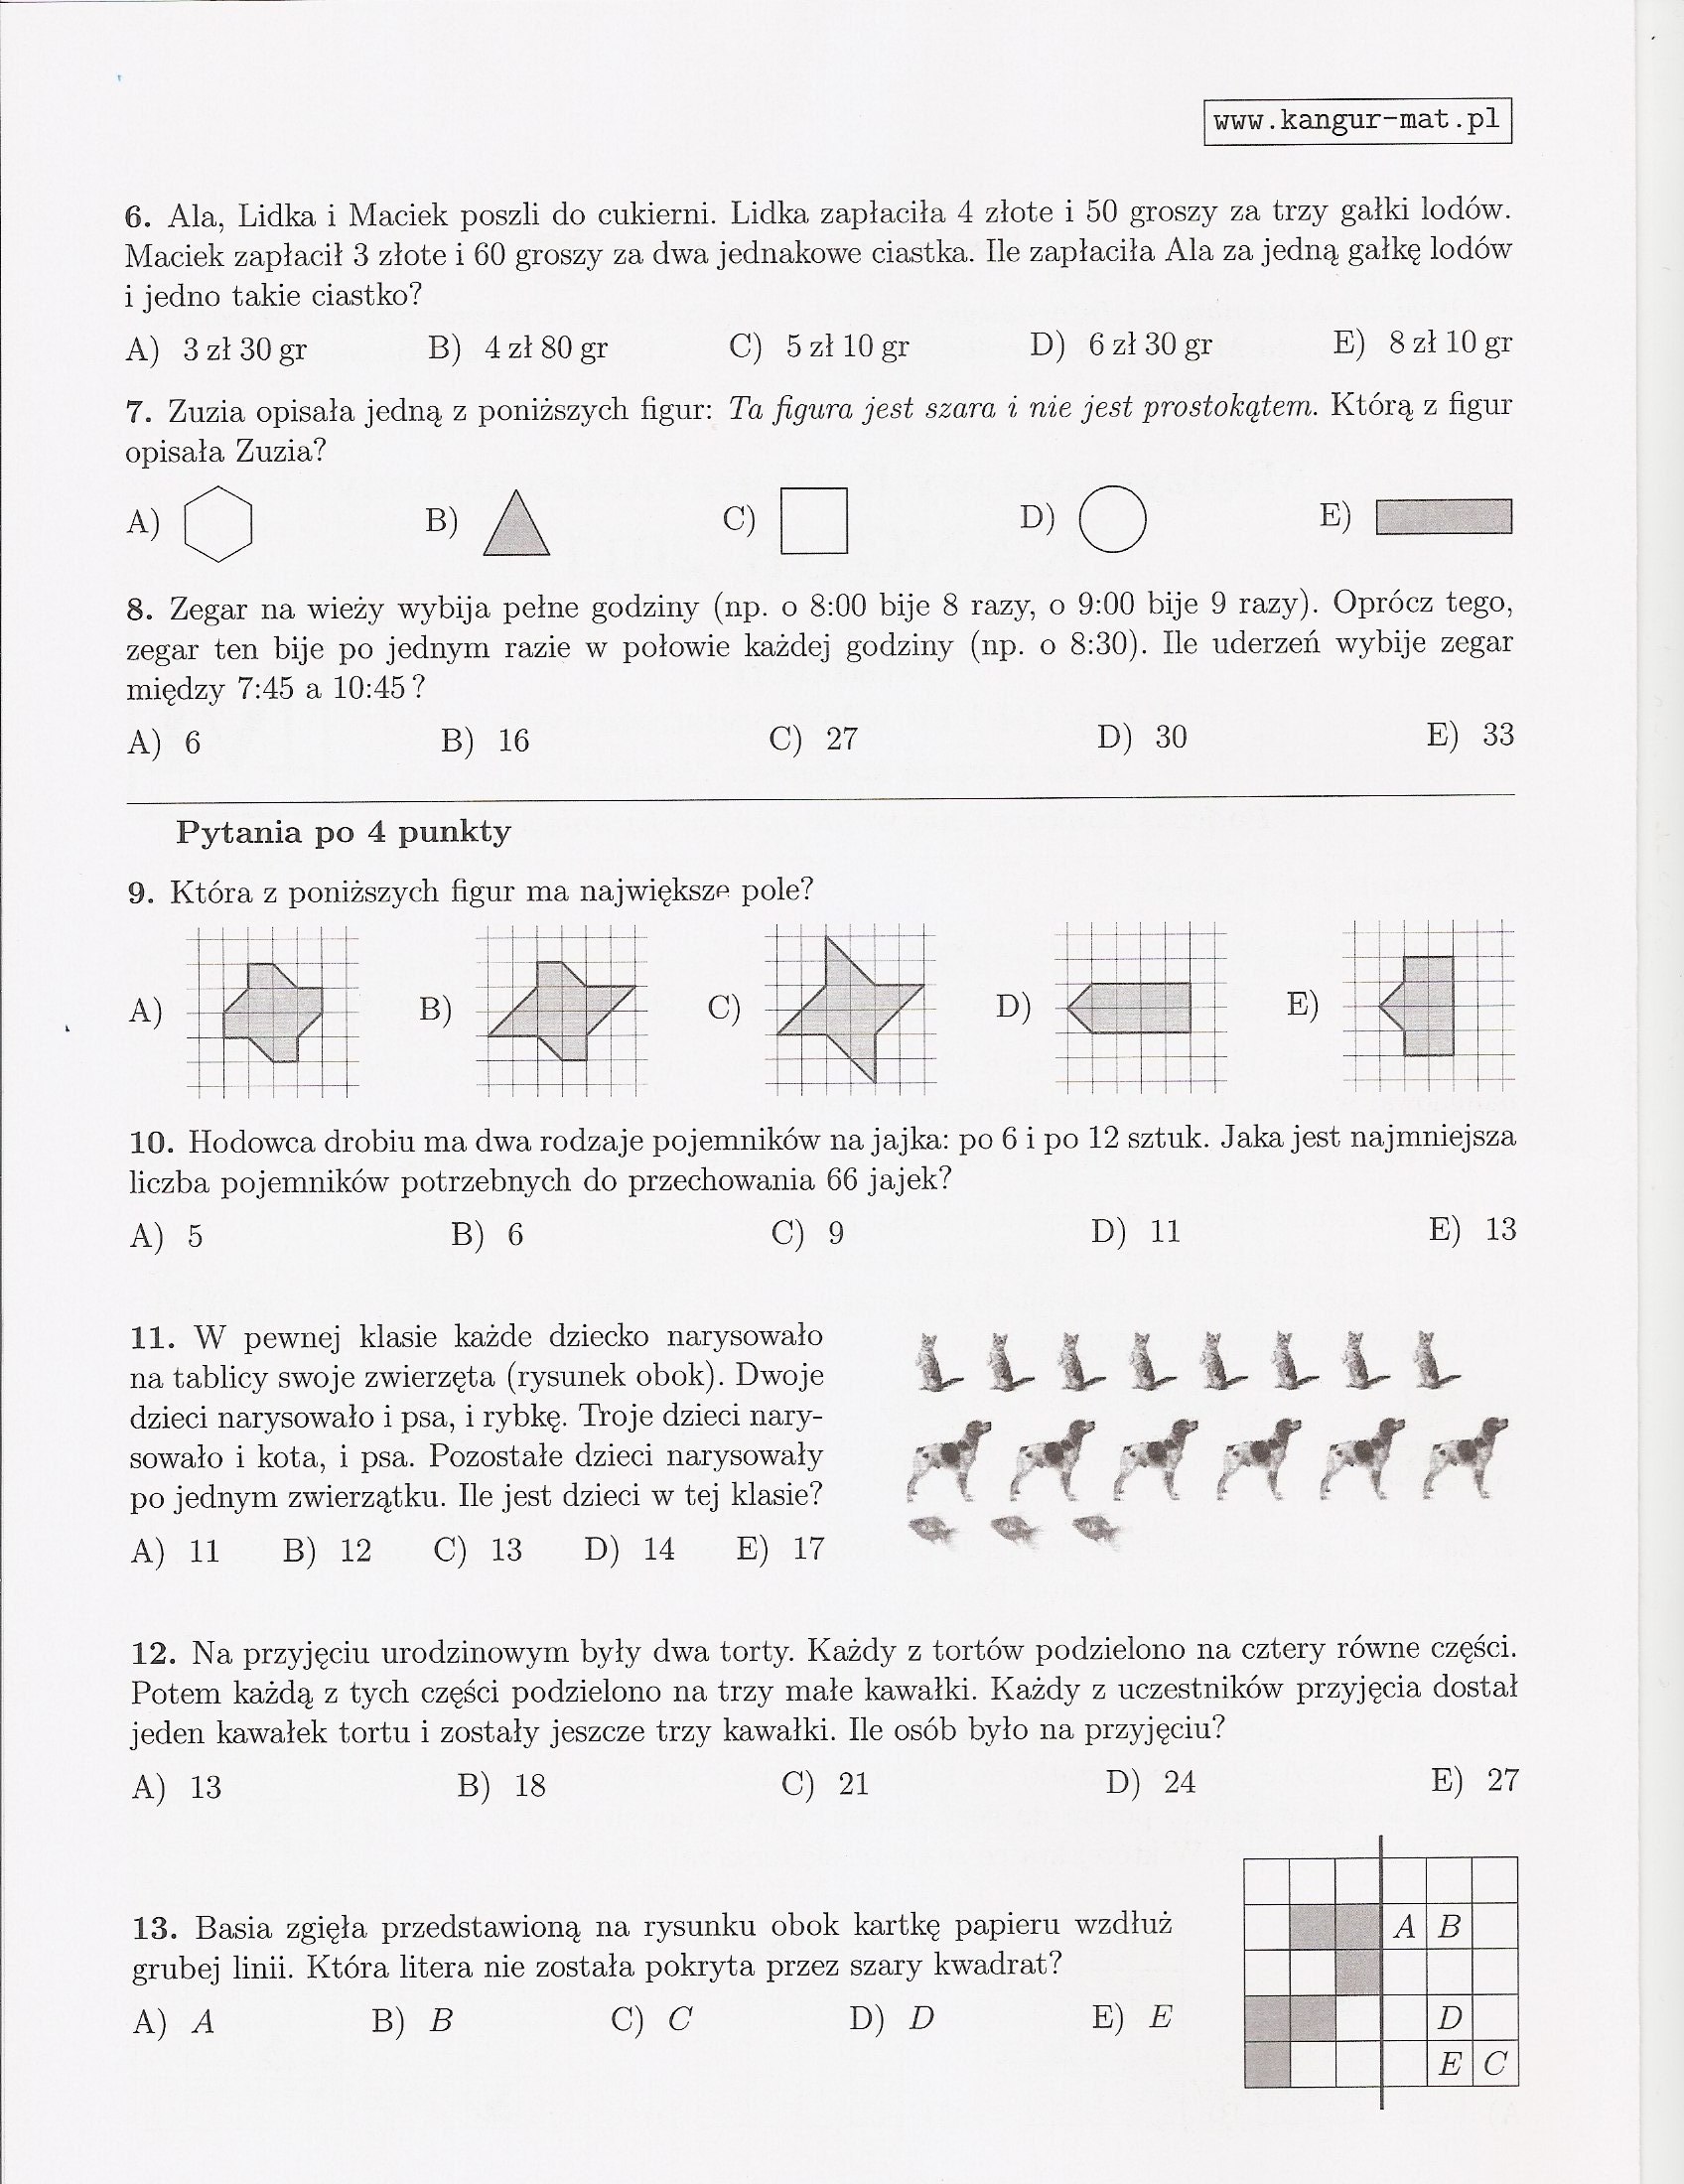 www.kangur-mat.pl
6. Ala, Lidka i Maciek poszli do cukierni. Lidka zapłaciła 4 złote i 50 groszy za trzy gałki lodów.
Maciek zapłacił 3 złote i 60 groszy za dwa jednakowe ciastka. Ile zapłaciła Ala za jedną gałkę lodów
i jedno takie ciastko?
A) 3 zł 30 gr B) 4 zł 80 gr C) 5 zł 10 gr D) 6 zł 30 gr E) 8 zł 10 gr
7. Zuzia opisała jedną z poniższych figur: Ta figura jest szara i nie jest prostokątem. Którą z figur
opisała Zuzia?
A) B) C) D) E)
8. Zegar na wieży wybija pełne godziny (np. o 8:00 bije 8 razy, o 9:00 bije 9 razy). Oprócz tego,
zegar ten bije po jednym razie w połowie każdej godziny (np. o 8:30). Ile uderzeń wybije zegar
między 7:45 a 10:45?
A) 6 B) 16 C) 27 D) 30 E) 33
Pytania po 4 punkty
9. Która z poniższych figur ma największe pole?
A) B) C) D) E)
10. Hodowca drobiu ma dwa rodzaje pojemników na jajka: po 6 i po 12 sztuk. Jaka jest najmniejsza
liczba pojemników potrzebnych do przechowania 66 jajek?
A) 5 B) 6 C) 9 D) 11 E) 13
11. W pewnej klasie każde dziecko narysowało
na tablicy swoje zwierzęta (rysunek obok). Dwoje
dzieci narysowało i psa, i rybkę. Troje dzieci nary-
sowało i kota, i psa. Pozostałe dzieci narysowały
po jednym zwierzątku. Ile jest dzieci w tej klasie?
A) 11 B) 12 C) 13 D) 14 E) 17
12. Na przyjęciu urodzinowym były dwa torty. Każdy z tortów podzielono na cztery równe części.
Potem każdą z tych części podzielono na trzy małe kawałki. Każdy z uczestników przyjęcia dostał
jeden kawałek tortu i zostały jeszcze trzy kawałki. Ile osób było na przyjęciu?
A) 13 B) 18 C) 21 D) 24 E) 27
13. Basia zgięła przedstawioną na rysunku obok kartkę papieru wzdłuż
grubej linii. Która litera nie została pokryta przez szary kwadrat?
A) A B) B C) C D) D E) E
A B
D
E C